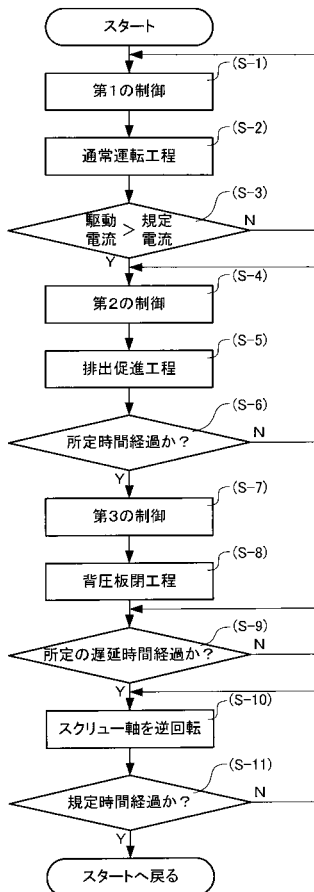 スタート
(S-1)
第1の制御
(S-2)
通常運転工程
(S-3)
駆動 規定
電流 > 電流
N
Y
(S-4)
第2の制御
(S-5)
排出促進工程
(S-6)
所定時間経過か?
N
Y
(S-7)
第3の制御
(S-8)
背圧板閉工程
(S-9)
所定の遅延時間経過か?
N
Y
(S-10)
スクリュー軸を逆回転
(S-11)
規定時間経過か?
N
Y
スタートへ戻る